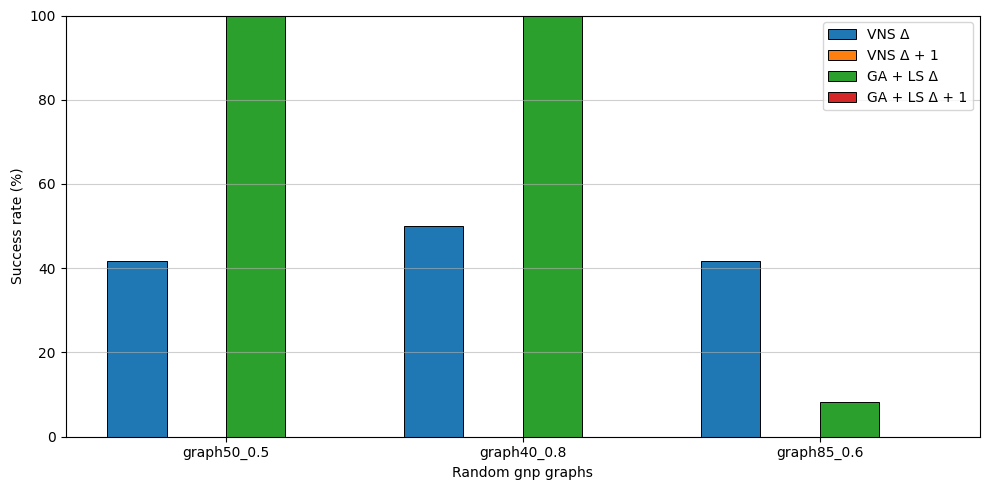 100
80
60
40
20
0
Success rate (%)
VNS Δ
VNS Δ + 1
GA + LS Δ
GA + LS Δ + 1
graph50_0.5
graph40_0.8
graph85_0.6
Random gnp graphs